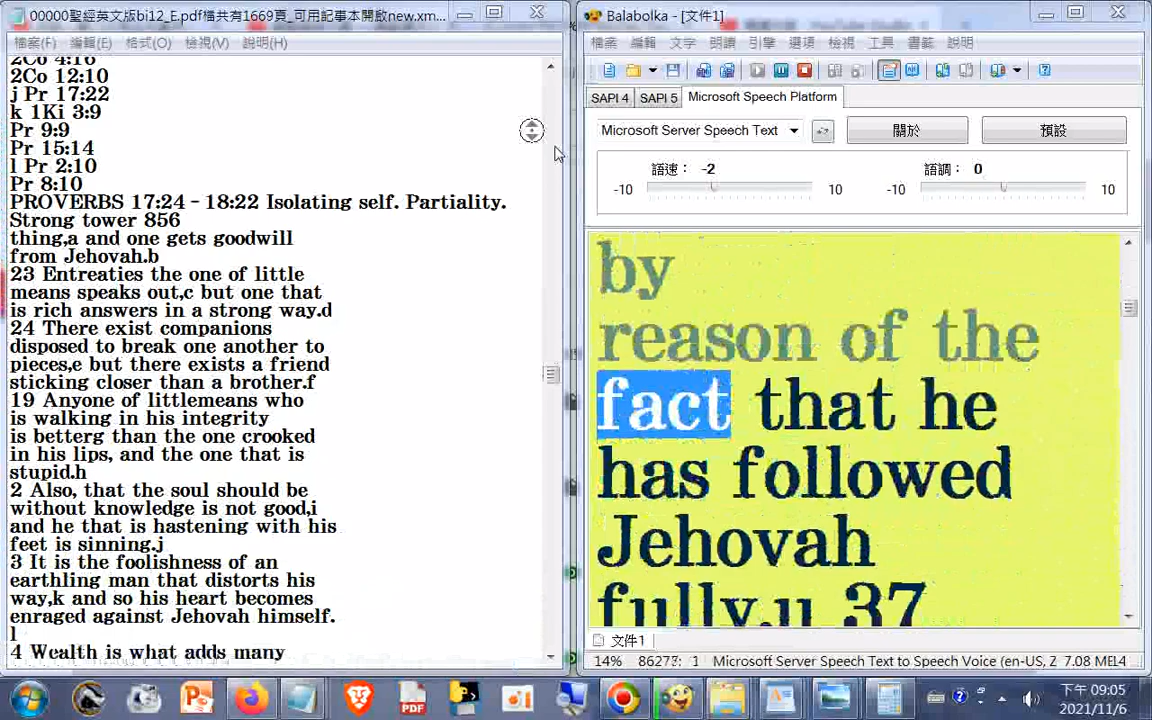 00000聖經英文版bi12_E.pdf檔共有1669頁_可用記事本開啟new.xm...
檔案(F) 編輯(E) 格式(O) 檢視(V) 說明(H)
2Co 4:16
2Co 12:10
j Pr 17:22
k 1Ki 3:9
Pr 9:9
Pr 15:14
l Pr 2:10
Pr 8:10
PROVERBS 17:24 – 18:22 Isolating self. Partiality.
Strong tower 856
thing,a and one gets goodwill
from Jehovah.b
23 Entreaties the one of little
means speaks out,c but one that
is rich answers in a strong way.d
24 There exist companions
disposed to break one another to
pieces,e but there exists a friend
sticking closer than a brother.f
19 Anyone of littlemeans who
is walking in his integrity
is betterg than the one crooked
in his lips, and the one that is
stupid.h
2 Also, that the soul should be
without knowledge is not good,i
and he that is hastening with his
feet is sinning.j
3 It is the foolishness of an
earthling man that distorts his
way,k and so his heart becomes
enraged against Jehovah himself.
l
4 Wealth is what adds many
Balabolka - [文件1]
檔案 編輯 文字 朗讀 引擎 選項 檢視 工具 書籤 說明
SAPI 4 SAPI 5 Microsoft Speech Platform
Microsoft Server Speech Text 關於 預設
語速： -2 語調： 0
-10 10 -10 10
by
reason of the
fact that he
has followed
Jehovah
fully.u 37
文件1
14% 86277: 1 Microsoft Server Speech Text to Speech Voice (en-US, Z 7.08 MEL4
PDF
下午 09:05
2021/11/6